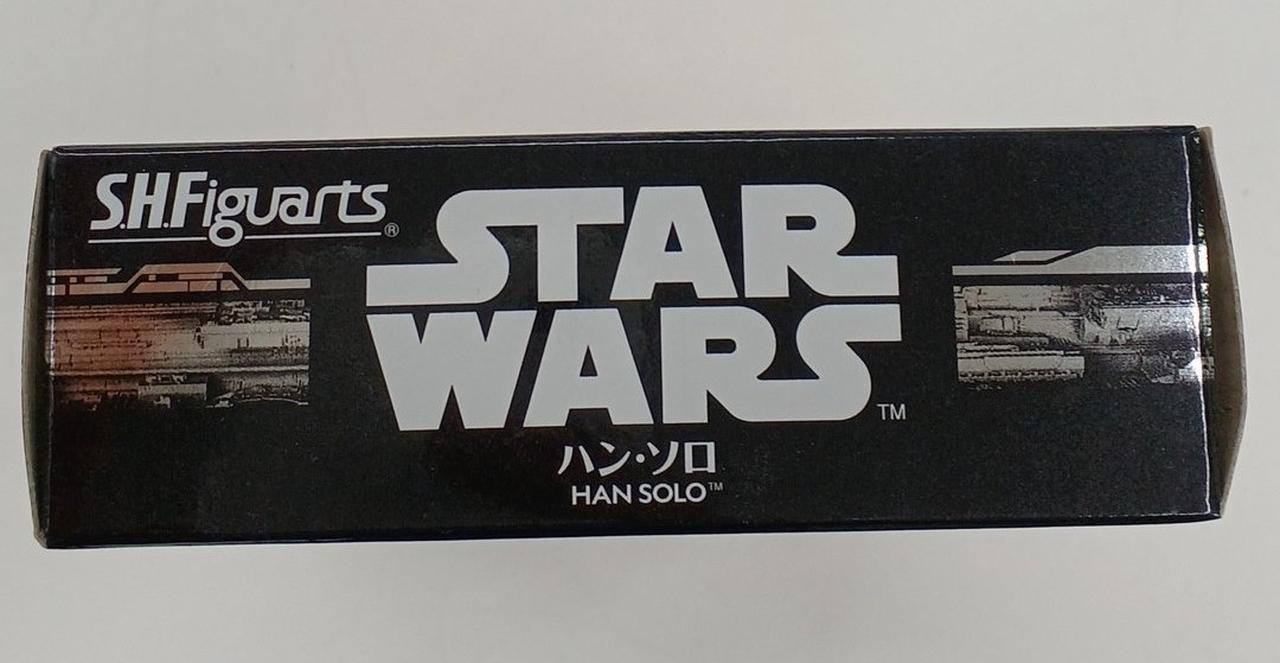 S.H.Figuarts®
STAR
WARS™
ハン・ソロ
HAN SOLO™